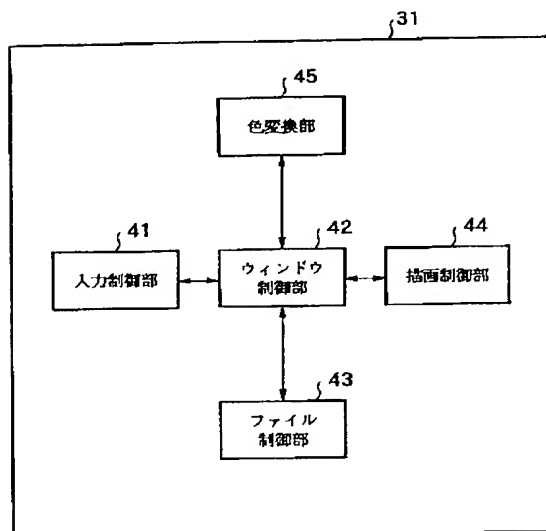 31
45
色変換部
41
42
44
入力制御部
ウィンドウ
制御部
描画制御部
43
ファイル
制御部